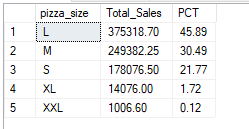 pizza_size Total_Sales PCT
1 L 375318.70 45.89
2 M 249382.25 30.49
3 S 178076.50 21.77
4 XL 14076.00 1.72
5 XXL 1006.60 0.12